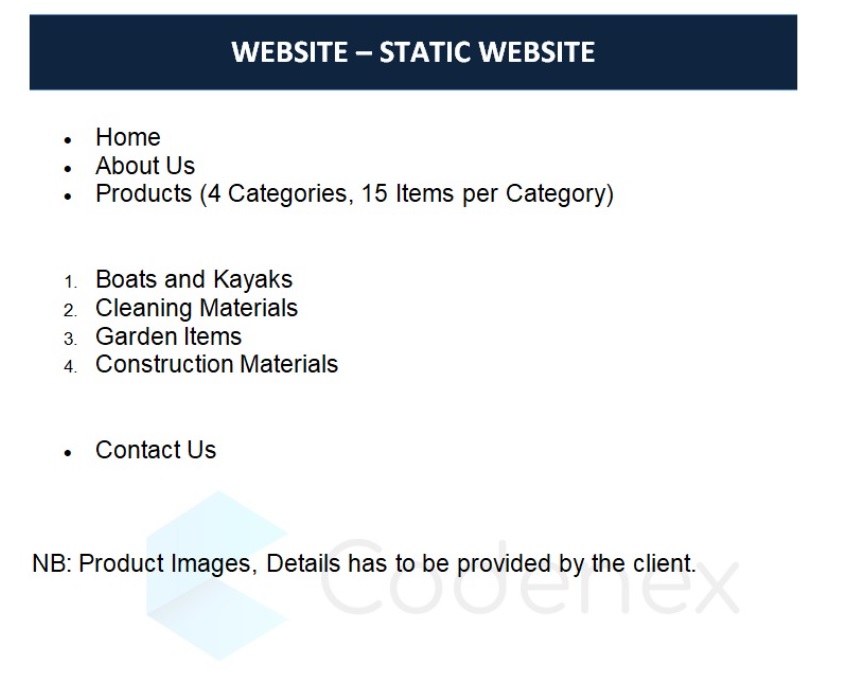 WEBSITE – STATIC WEBSITE
• Home
• About Us
• Products (4 Categories, 15 Items per Category)
1. Boats and Kayaks
2. Cleaning Materials
3. Garden Items
4. Construction Materials
• Contact Us
NB: Product Images, Details has to be provided by the client.
Codenex